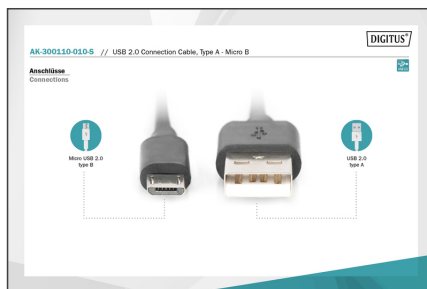 DIGITUS®
AK-300110-010-S // USB 2.0 Connection Cable, Type A - Micro B
Anschlüsse
Connections
Micro USB 2.0
type B
USB 2.0
type A